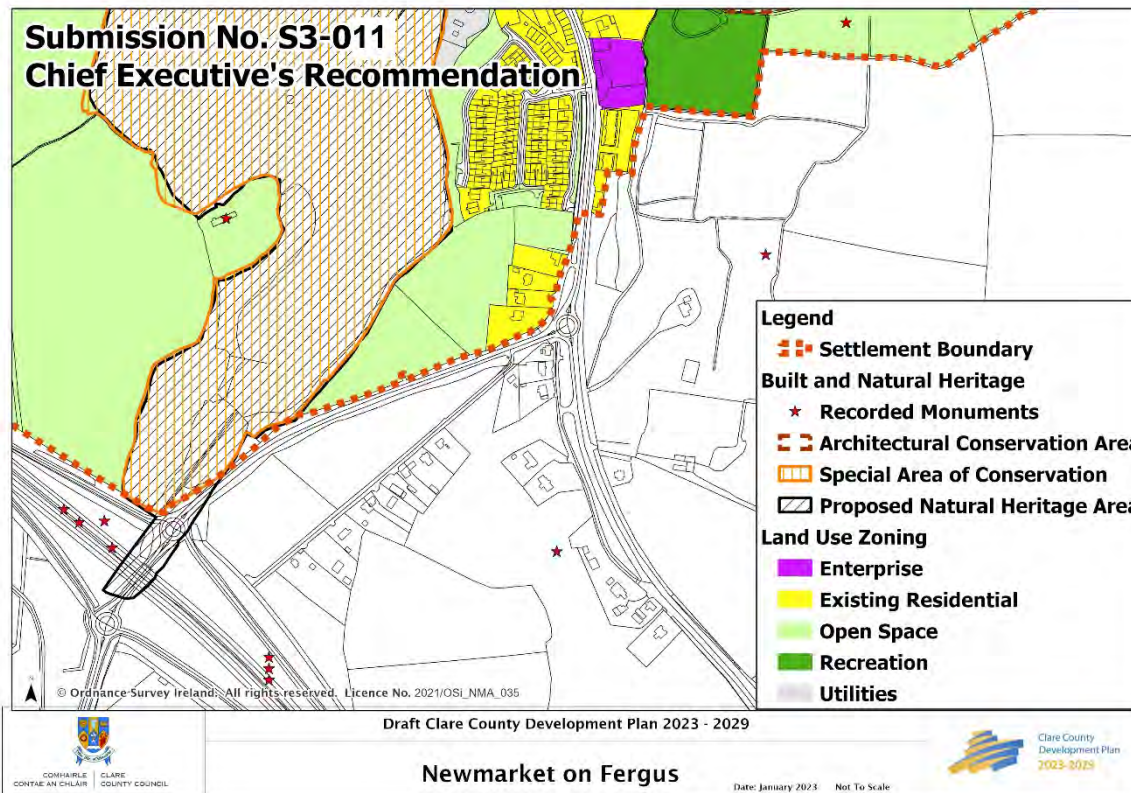 Submission No. S3-011
Chief Executive's Recommendation
Legend
Settlement Boundary
Built and Natural Heritage
Recorded Monuments
Architectural Conservation Area
Special Area of Conservation
Proposed Natural Heritage Area
Land Use Zoning
Enterprise
Existing Residential
Open Space
Recreation
Utilities
N
© Ordnance Survey Ireland. All rights reserved. Licence No. 2021/OSi_NMA_035
COMHAIRLE
CONTAE AN CHLÁIR
CLARE
COUNTY COUNCIL
Draft Clare County Development Plan 2023 - 2029
Newmarket on Fergus
Date: January 2023 Not To Scale
Clare County
Development Plan
2023-2029